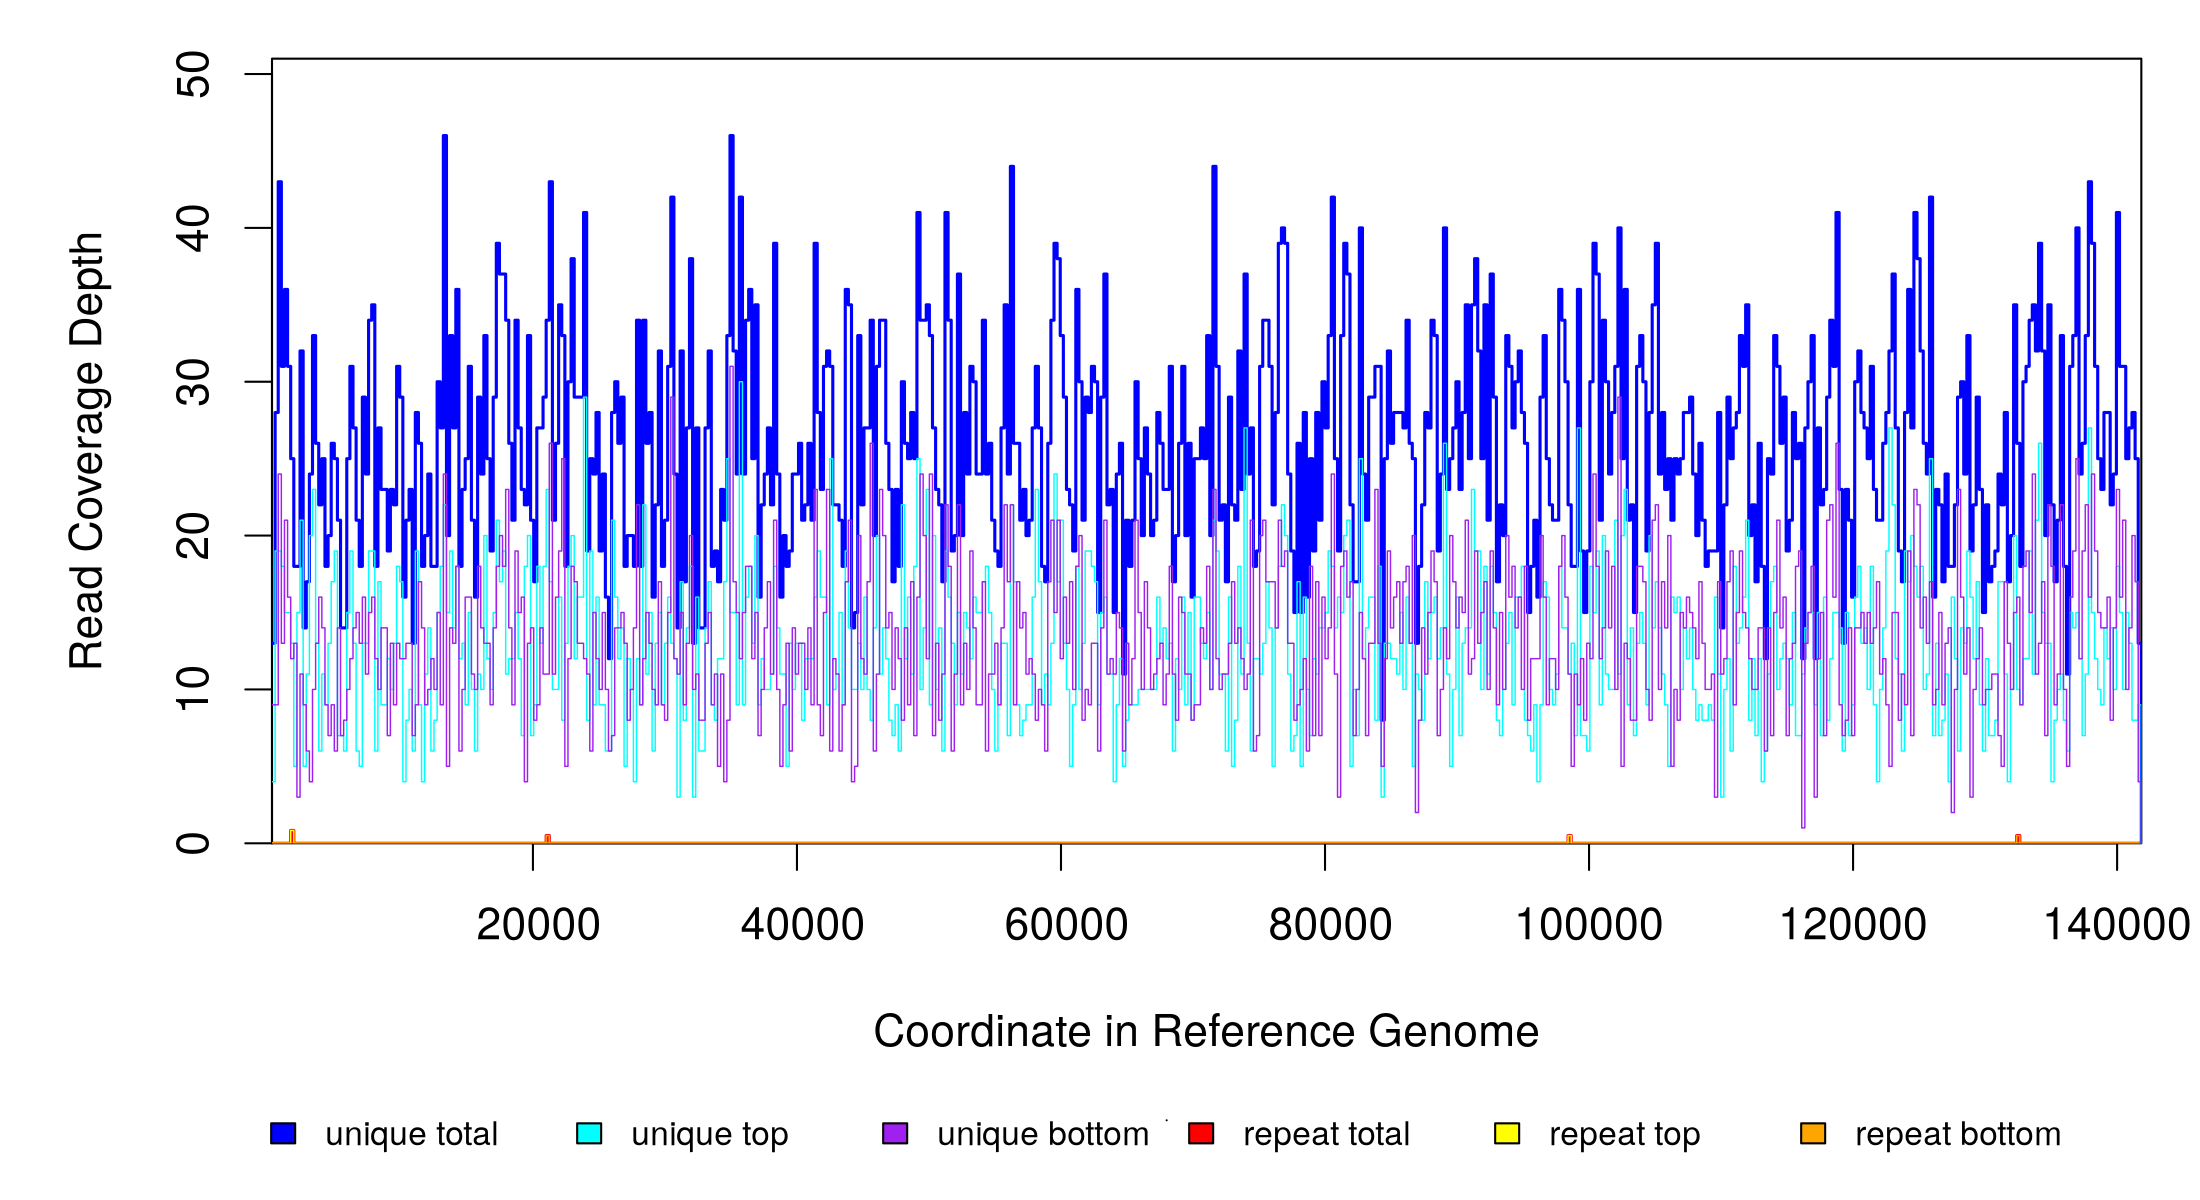 50
40
30
20
10
0
Read Coverage Depth
20000 40000 60000 80000 100000 120000 140000
Coordinate in Reference Genome
unique total unique top unique bottom repeat total repeat top repeat bottom